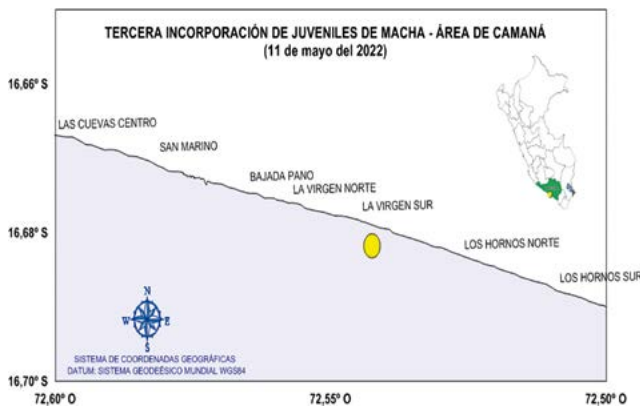 TERCERA INCORPORACIÓN DE JUVENILES DE MACHA - ÁREA DE CAMANÁ
(11 de mayo del 2022)
16,66° S
LAS CUEVAS CENTRO
SAN MARINO
BAJADA PANO
LA VIRGEN NORTE
LA VIRGEN SUR
16,68° S
LOS HORNOS NORTE
LOS HORNOS SUR
N
W E
S
SISTEMA DE COORDENADAS GEOGRÁFICAS
DATUM: SISTEMA GEODEÉSICO MUNDIAL WGS84
16,70° S
72,60° O 72,55° O 72,50° O